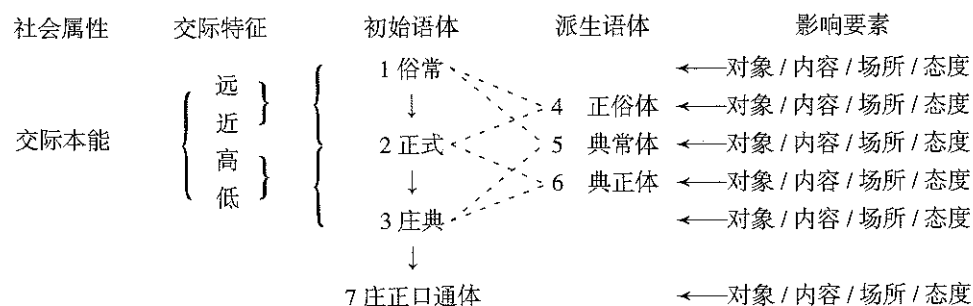 社会属性 交际特征 初始语体 派生语体 影响要素
1 俗常 ←——对象 / 内容 / 场所 / 态度
远
4 正俗体 ←——对象 / 内容 / 场所 / 态度
近
交际本能 2 正式 5 典常体 ←——对象 / 内容 / 场所 / 态度
高
6 典正体 ←——对象 / 内容 / 场所 / 态度
低
3 庄典 ←——对象 / 内容 / 场所 / 态度
7 庄正口通体 ←——对象 / 内容 / 场所 / 态度